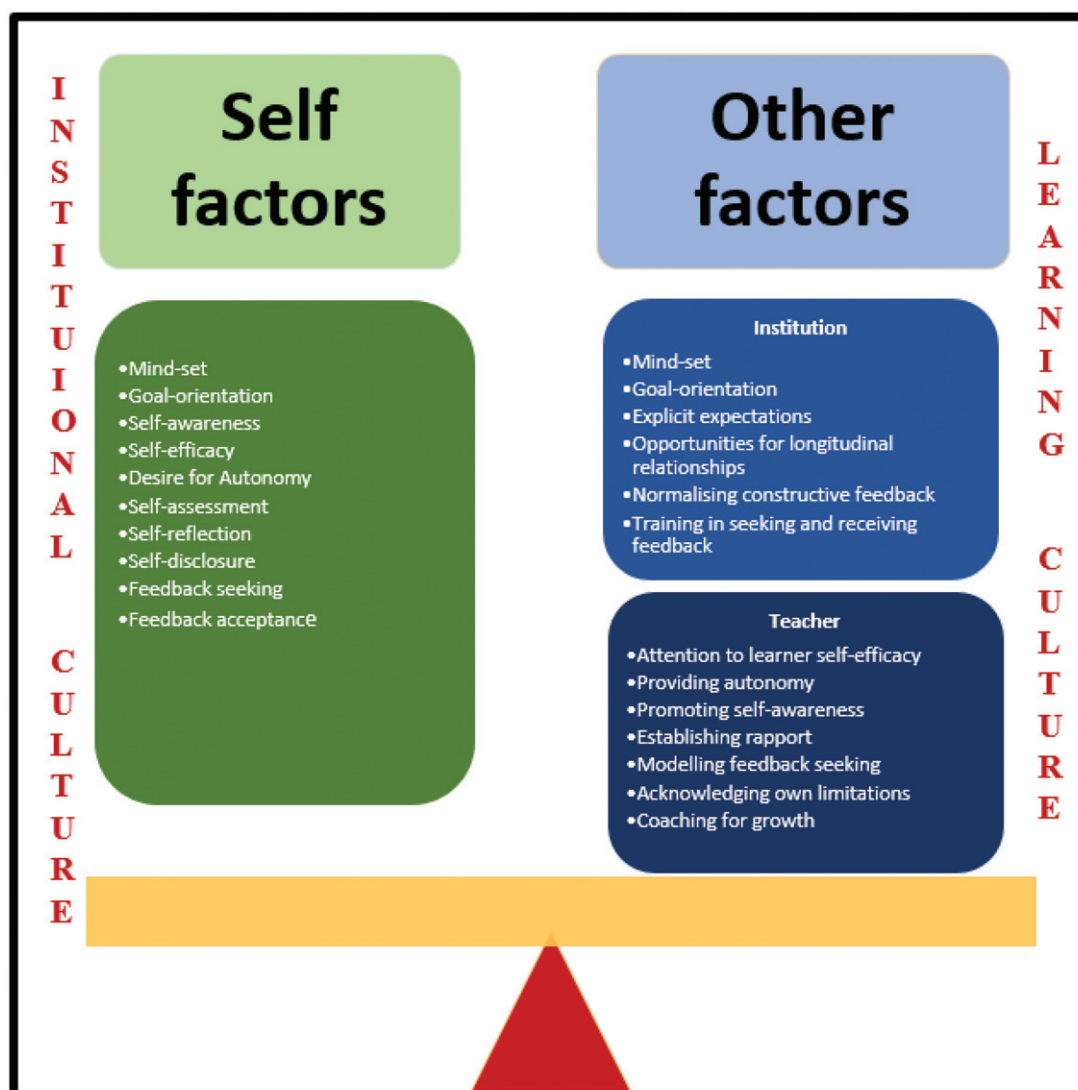 INSTITUIONAL CULTURE
Self
factors
•Mind-set
•Goal-orientation
•Self-awareness
•Self-efficacy
•Desire for Autonomy
•Self-assessment
•Self-reflection
•Self-disclosure
•Feedback seeking
•Feedback acceptance
Other
factors
Institution
•Mind-set
•Goal-orientation
•Explicit expectations
•Opportunities for longitudinal
relationships
•Normalising constructive feedback
•Training in seeking and receiving
feedback
Teacher
•Attention to learner self-efficacy
•Providing autonomy
•Promoting self-awareness
•Establishing rapport
•Modelling feedback seeking
•Acknowledging own limitations
•Coaching for growth
LEARNING CULTURE